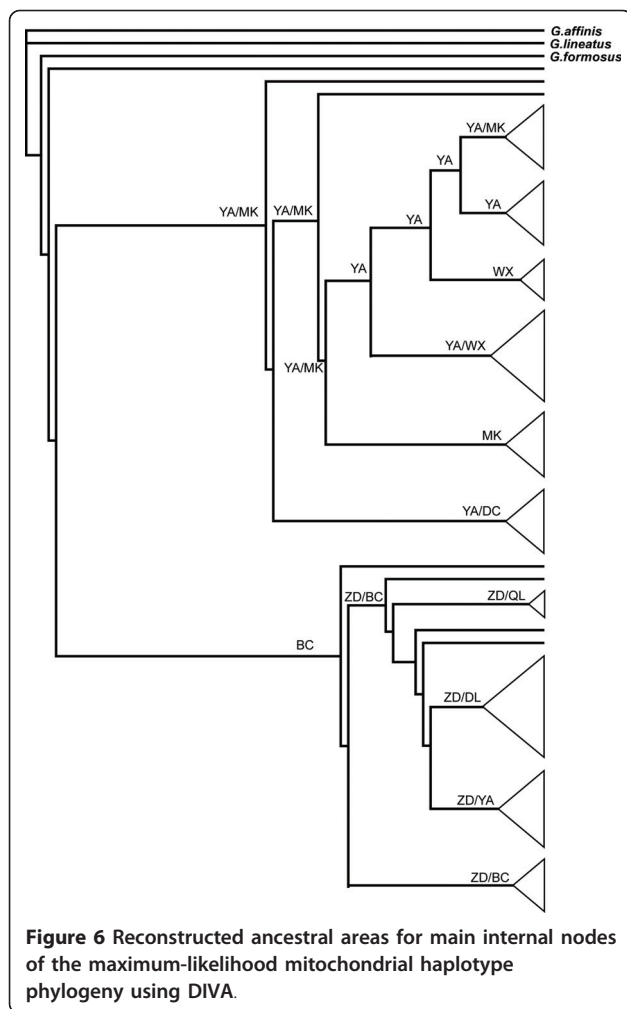 G.affinis
G.lineatus
G.formosus
YA/MK
YA
YA
YA
YA/MK
YA/MK
WX
YA
YA/WX
YA/MK
MK
YA/DC
ZD/BC
ZD/QL
BC
ZD/DL
ZD/YA
ZD/BC
Figure 6 Reconstructed ancestral areas for main internal nodes
of the maximum-likelihood mitochondrial haplotype
phylogeny using DIVA.